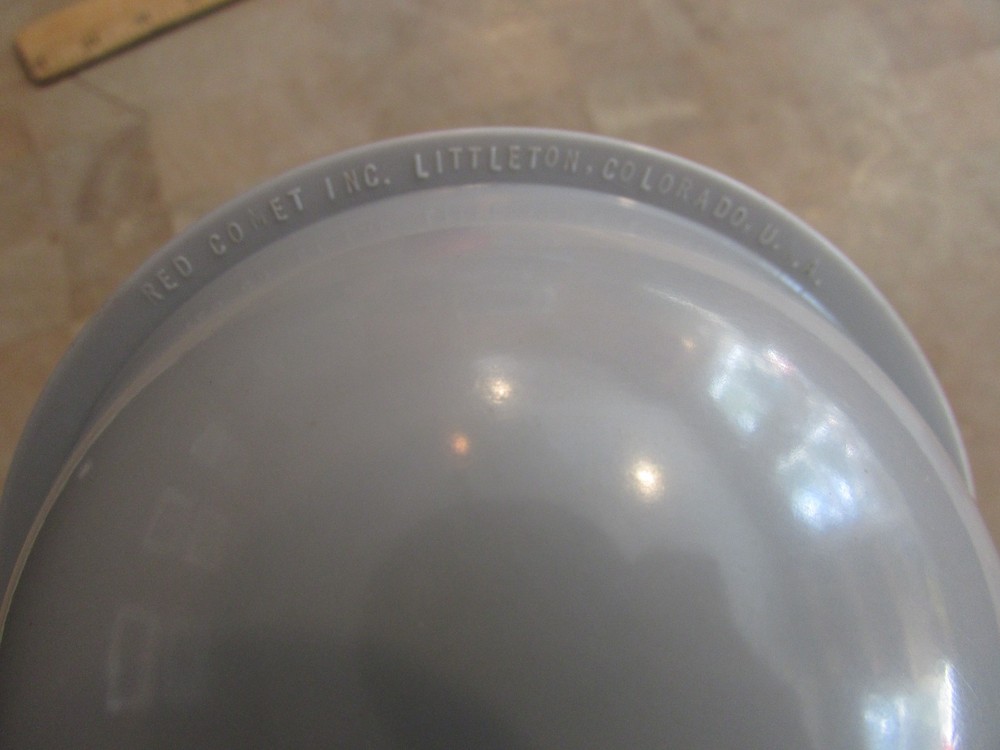 RED COMET INC. LITTLETON, COLORADO, U. .A.